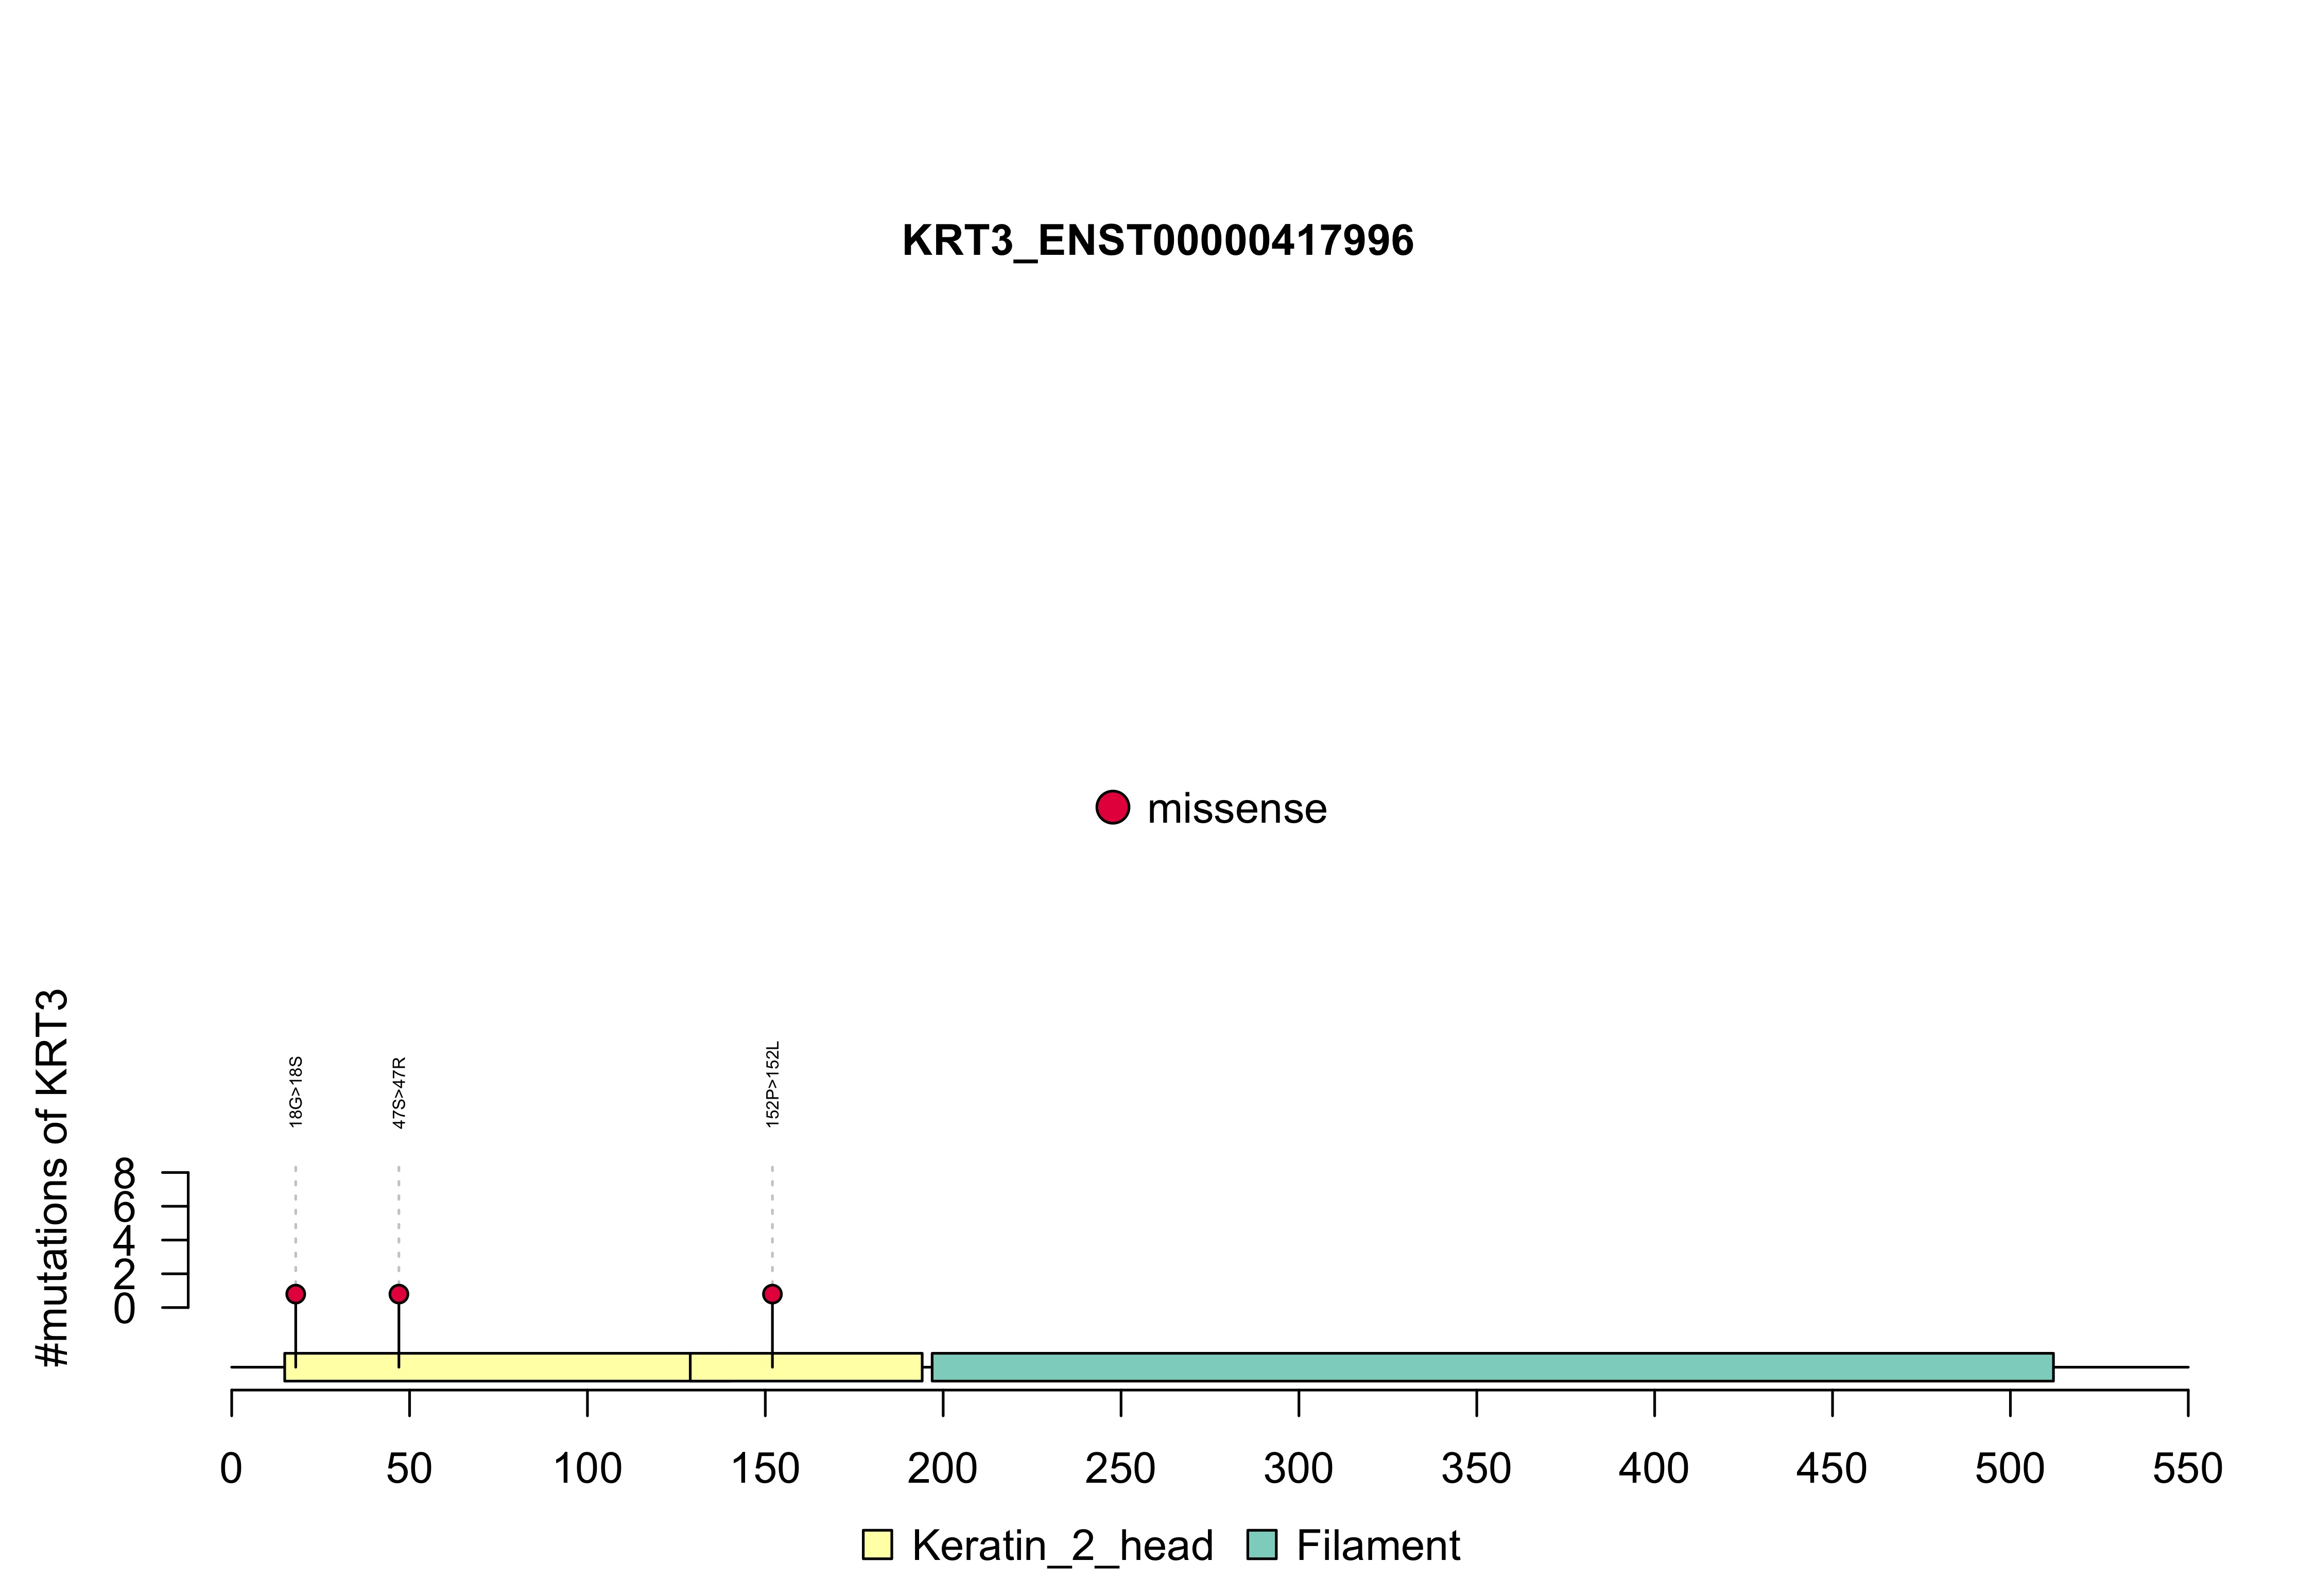 KRT3_ENST00000417996
missense
#mutations of KRT3
18G>18S
47S>47R
152P>152L
8
6
4
2
0
0 50 100 150 200 250 300 350 400 450 500 550
Keratin_2_head Filament